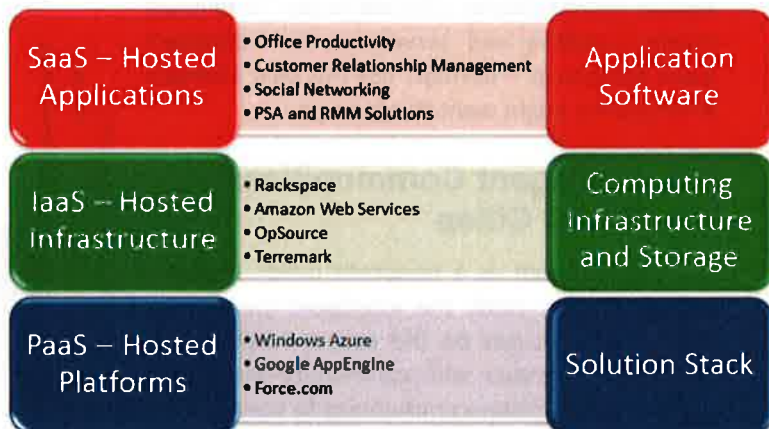 SaaS – Hosted
Applications
• Office Productivity
• Customer Relationship Management
• Social Networking
• PSA and RMM Solutions
Application
Software
IaaS – Hosted
Infrastructure
• Rackspace
• Amazon Web Services
• OpSource
• Terremark
Computing
Infrastructure
and Storage
PaaS – Hosted
Platforms
• Windows Azure
• Google AppEngine
• Force.com
Solution Stack